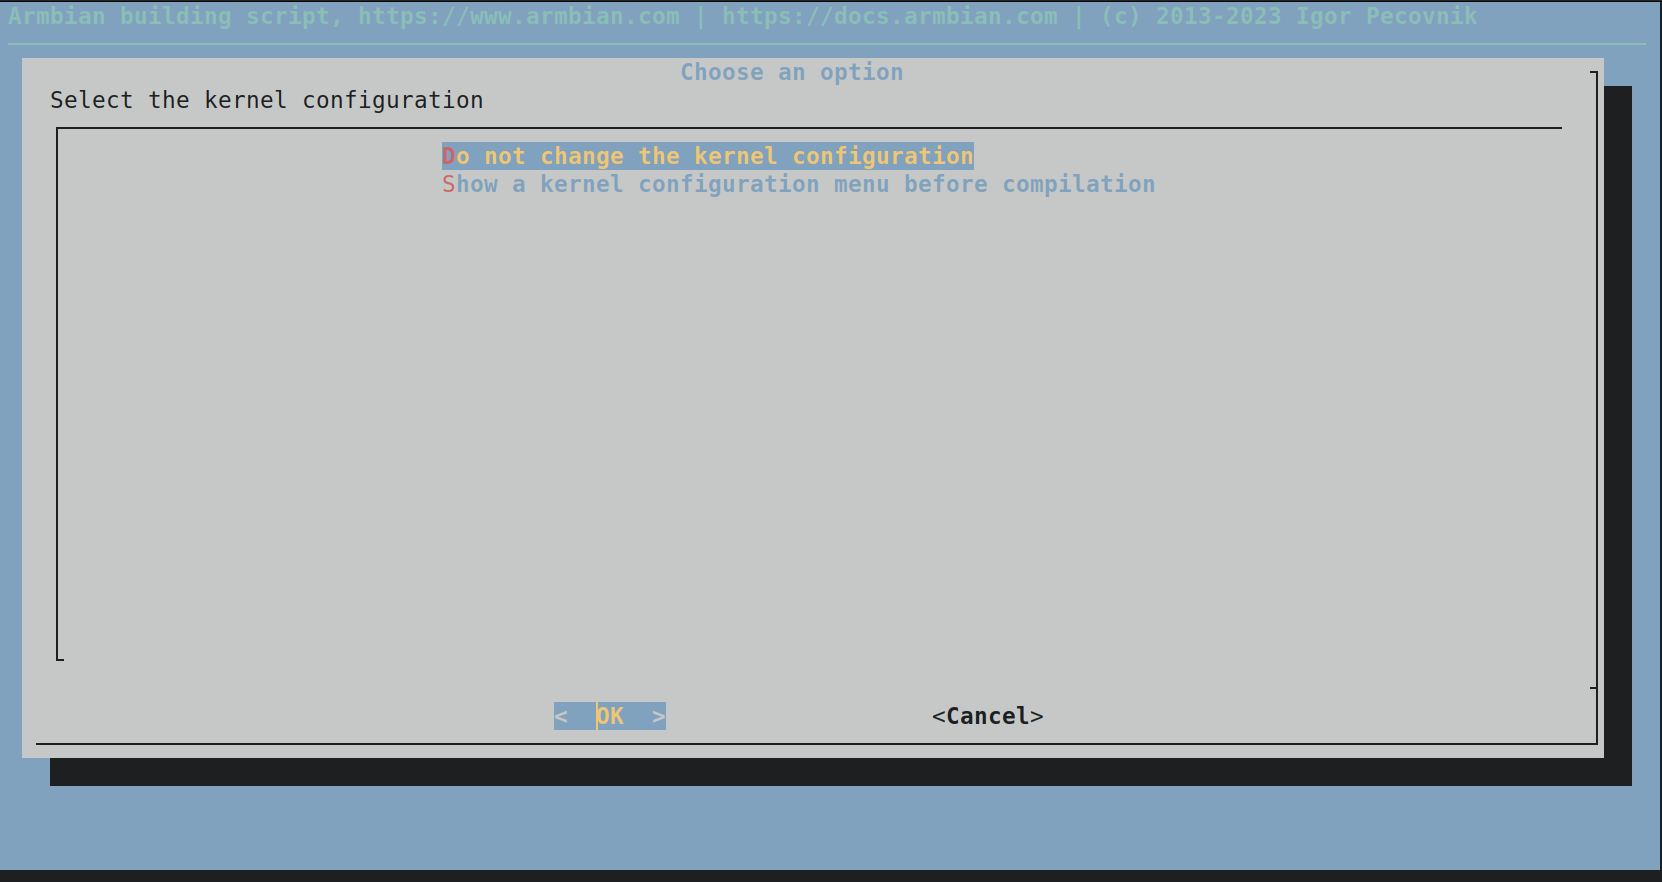 Armbian building script, https://www.armbian.com | https://docs.armbian.com | (c) 2013-2023 Igor Pecovnik
Choose an option
Select the kernel configuration
Do not change the kernel configuration
Show a kernel configuration menu before compilation
<  OK  > <Cancel>